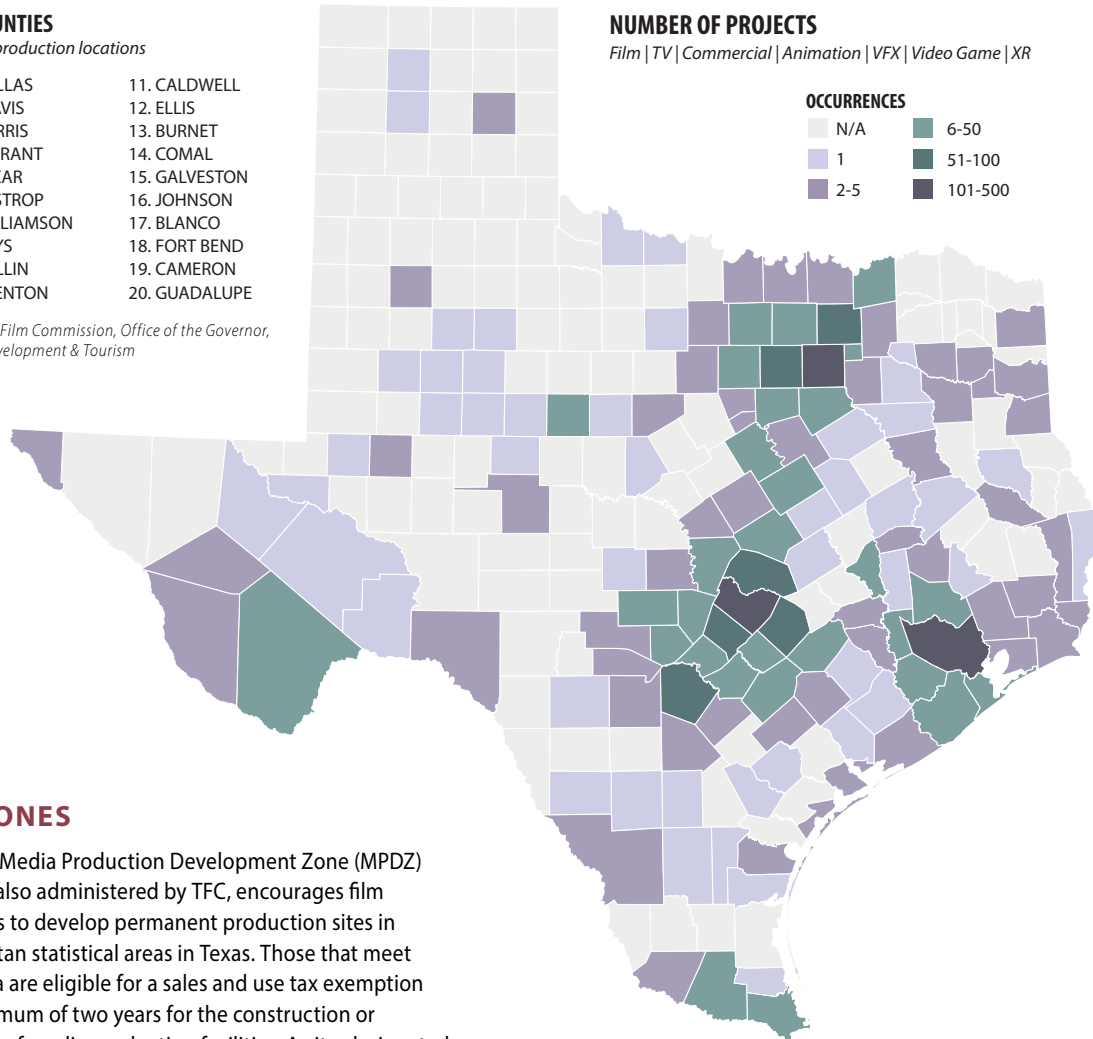 UNTIES
production locations
LLAS
VIS
RRIS
RRANT
XAR
STROP
LLIAMSON
YS
LLIN
ENTON
11. CALDWELL
12. ELLIS
13. BURNET
14. COMAL
15. GALVESTON
16. JOHNSON
17. BLANCO
18. FORT BEND
19. CAMERON
20. GUADALUPE
Film Commission, Office of the Governor,
velopment & Tourism
NUMBER OF PROJECTS
Film | TV | Commercial | Animation | VFX | Video Game | XR
OCCURRENCES
N/A
1
2-5
6-50
51-100
101-500
ONES
Media Production Development Zone (MPDZ)
also administered by TFC, encourages film
s to develop permanent production sites in
tan statistical areas in Texas. Those that meet
a are eligible for a sales and use tax exemption
mum of two years for the construction or